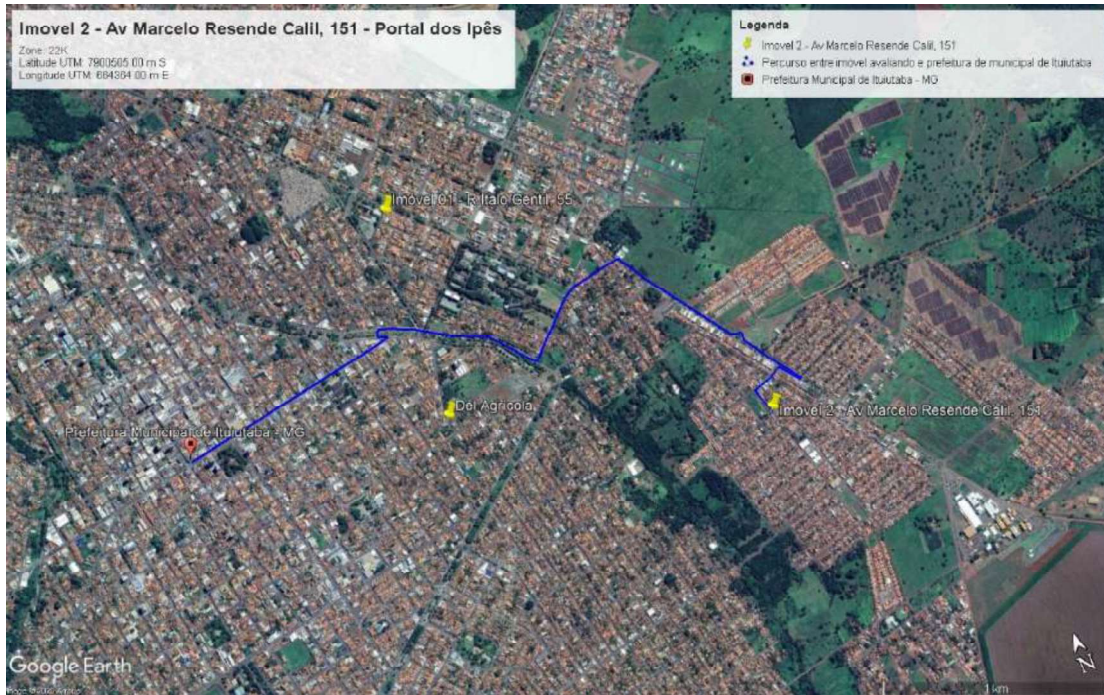 Imovel 2 - Av Marcelo Resende Calil, 151 - Portal dos Ipês
Zone: 22K
Latitude UTM: 7900505.00 m S
Longitude UTM: 664364.00 m E
Legenda
Imovel 2 - Av Marcelo Resende Calil, 151
Percurso entre imovel avaliando e prefeitura de municipal de Ituiutaba
Prefeitura Municipal de Ituiutaba - MG
Imovel 01 - R Italo Gentil, 55
Del Agricola
Imovel 2 - Av Marcelo Resende Calil, 151
Prefeitura Municipal de Ituiutaba - MG
Google Earth
N
1 km